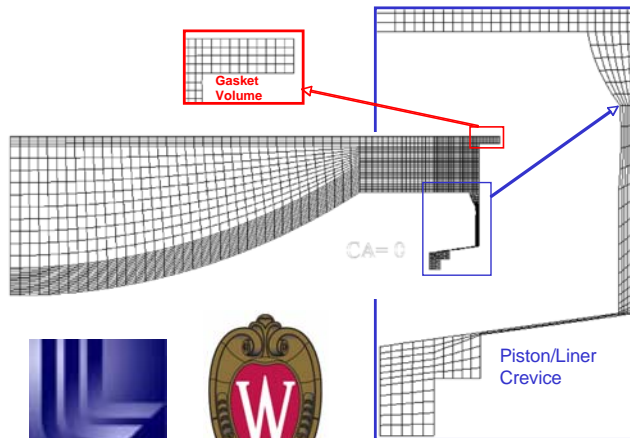 Gasket
Volume
CA= 0
Piston/Liner
Crevice
W